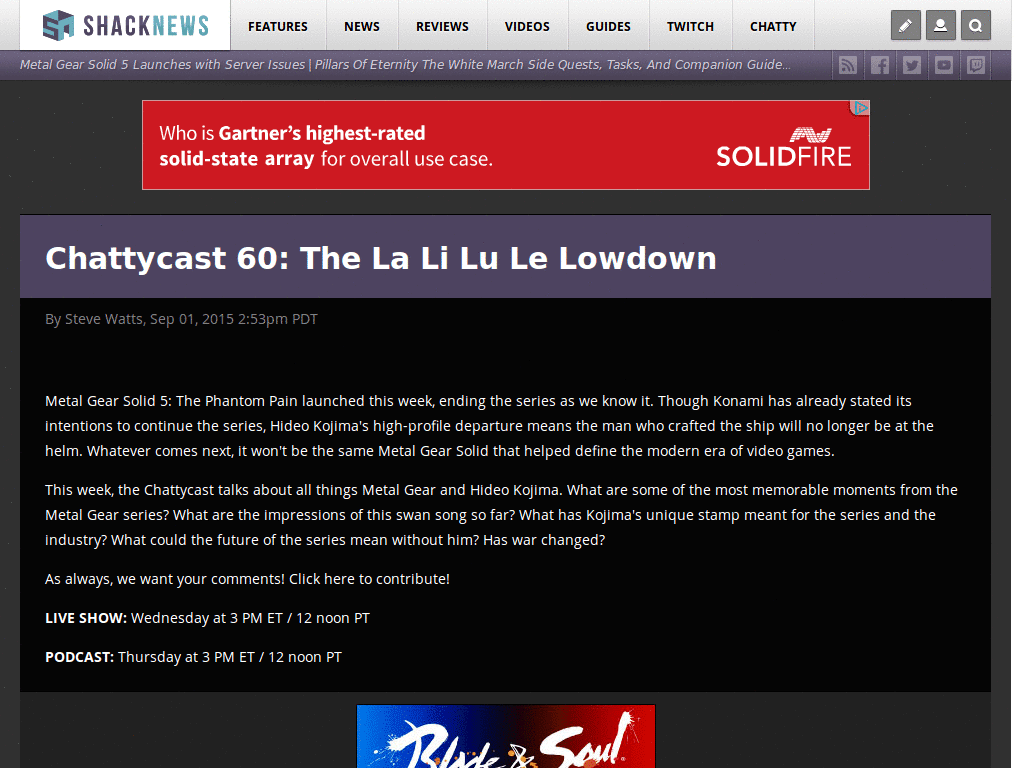 SHACKNEWS
FEATURES
NEWS
REVIEWS
VIDEOS
GUIDES
TWITCH
CHATTY
Metal Gear Solid 5 Launches with Server Issues | Pillars Of Eternity The White March Side Quests, Tasks, And Companion Guide...
Who is Gartner's highest-rated
solid-state array for overall use case.
SOLIDFIRE
Chattycast 60: The La Li Lu Le Lowdown
By Steve Watts, Sep 01, 2015 2:53pm PDT
Metal Gear Solid 5: The Phantom Pain launched this week, ending the series as we know it. Though Konami has already stated its
intentions to continue the series, Hideo Kojima's high-profile departure means the man who crafted the ship will no longer be at the
helm. Whatever comes next, it won't be the same Metal Gear Solid that helped define the modern era of video games.
This week, the Chattycast talks about all things Metal Gear and Hideo Kojima. What are some of the most memorable moments from the
Metal Gear series? What are the impressions of this swan song so far? What has Kojima's unique stamp meant for the series and the
industry? What could the future of the series mean without him? Has war changed?
As always, we want your comments! Click here to contribute!
LIVE SHOW: Wednesday at 3 PM ET / 12 noon PT
PODCAST: Thursday at 3 PM ET / 12 noon PT
Blade & Soul